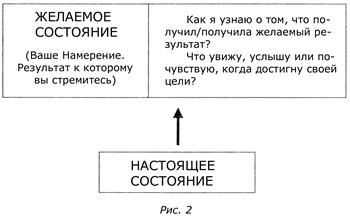 ЖЕЛАЕМОЕ
СОСТОЯНИЕ
(Ваше Намерение.
Результат к которому
вы стремитесь)
Как я узнаю о том, что по-
лучил/получила желаемый ре-
зультат?
Что увижу, услышу или по-
чувствую, когда достигну своей
цели?
НАСТОЯЩЕЕ
СОСТОЯНИЕ
Рис. 2